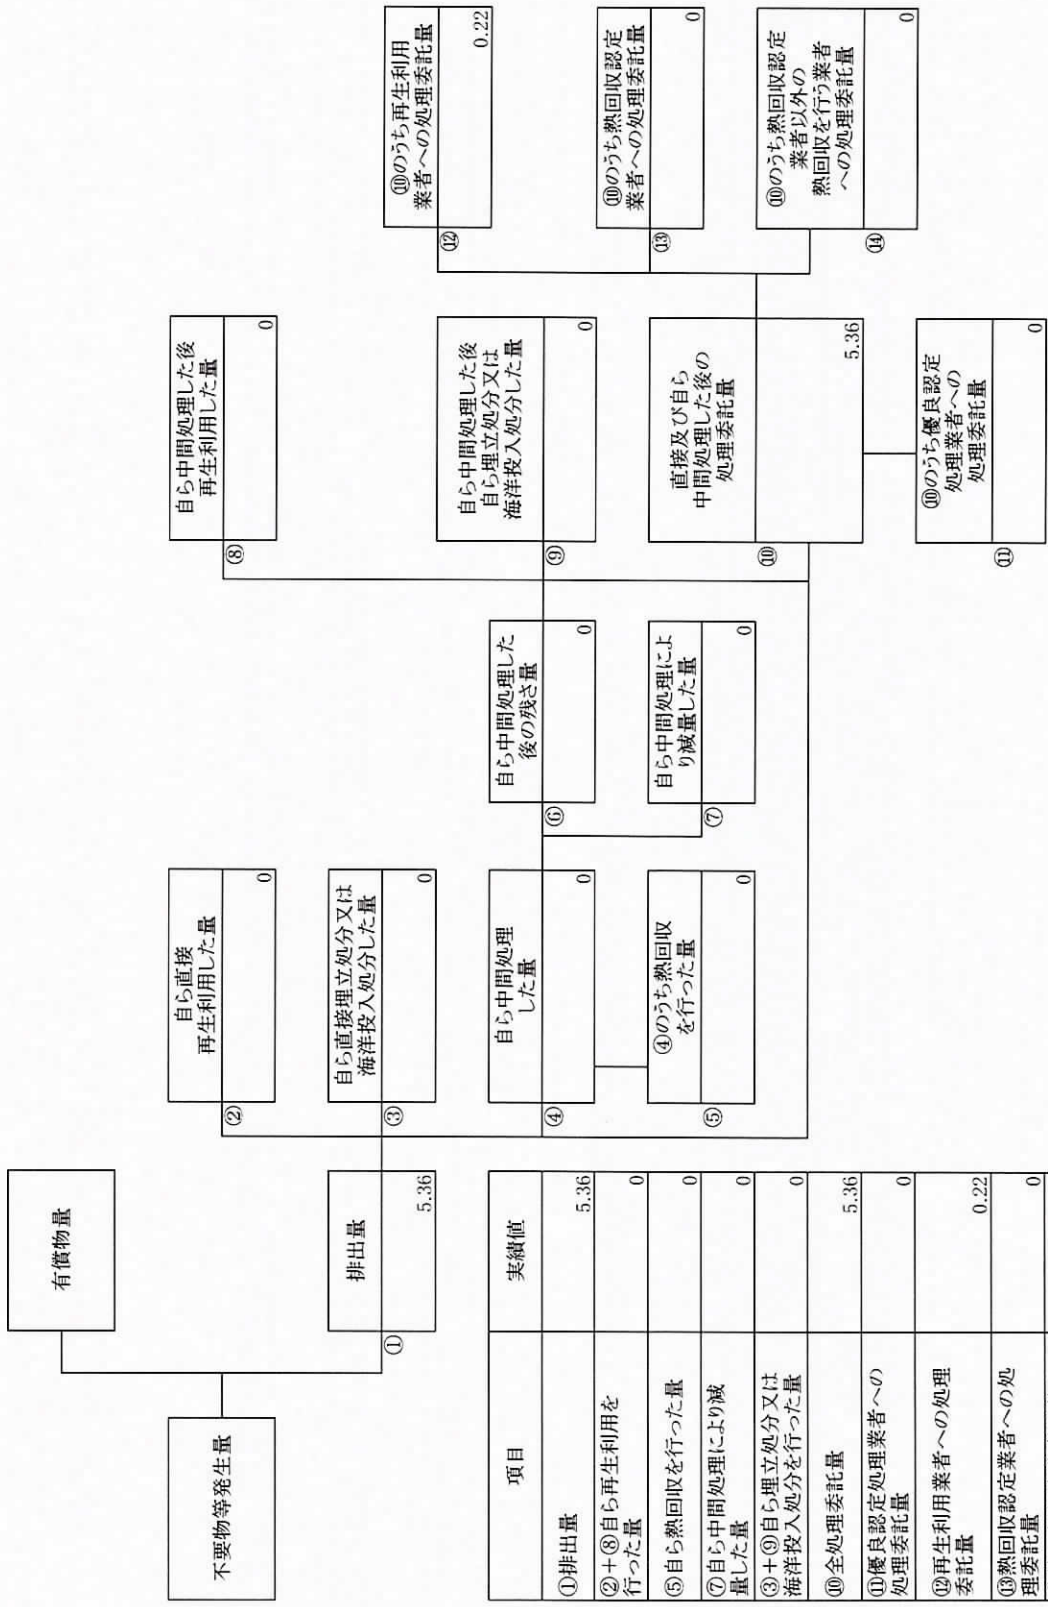 不要物等発生量
有償物量
①
排出量
5.36
②
自ら直接
再生利用した量
0
③
自ら直接埋立処分又は
海洋投入処分した量
0
④
自ら中間処理
した量
0
⑤
④のうち熱回収
を行った量
0
⑥
自ら中間処理した
後の残さ量
0
⑦
自ら中間処理によ
り減量した量
0
⑧
自ら中間処理した後
再生利用した量
0
⑨
自ら中間処理した後
自ら埋立処分又は
海洋投入処分した量
0
⑩
直接及び自ら
中間処理した後の
処理委託量
5.36
⑪
⑩のうち優良認定
処理業者への
処理委託量
0
⑫
⑩のうち再生利用
業者への処理委託量
0.22
⑬
⑩のうち熱回収認定
業者への処理委託量
0
⑭
⑩のうち熱回収認定
業者以外の
熱回収を行う業者
への処理委託量
0
項目 実績値
①排出量 5.36
②+⑧自ら再生利用を
行った量 0
⑤自ら熱回収を行った量 0
⑦自ら中間処理により減
量した量 0
③+⑨自ら埋立処分又は
海洋投入処分を行った量 0
⑩全処理委託量 5.36
⑪優良認定処理業者への
処理委託量 0
⑫再生利用業者への処理
委託量 0.22
⑬熱回収認定業者への処
理委託量 0